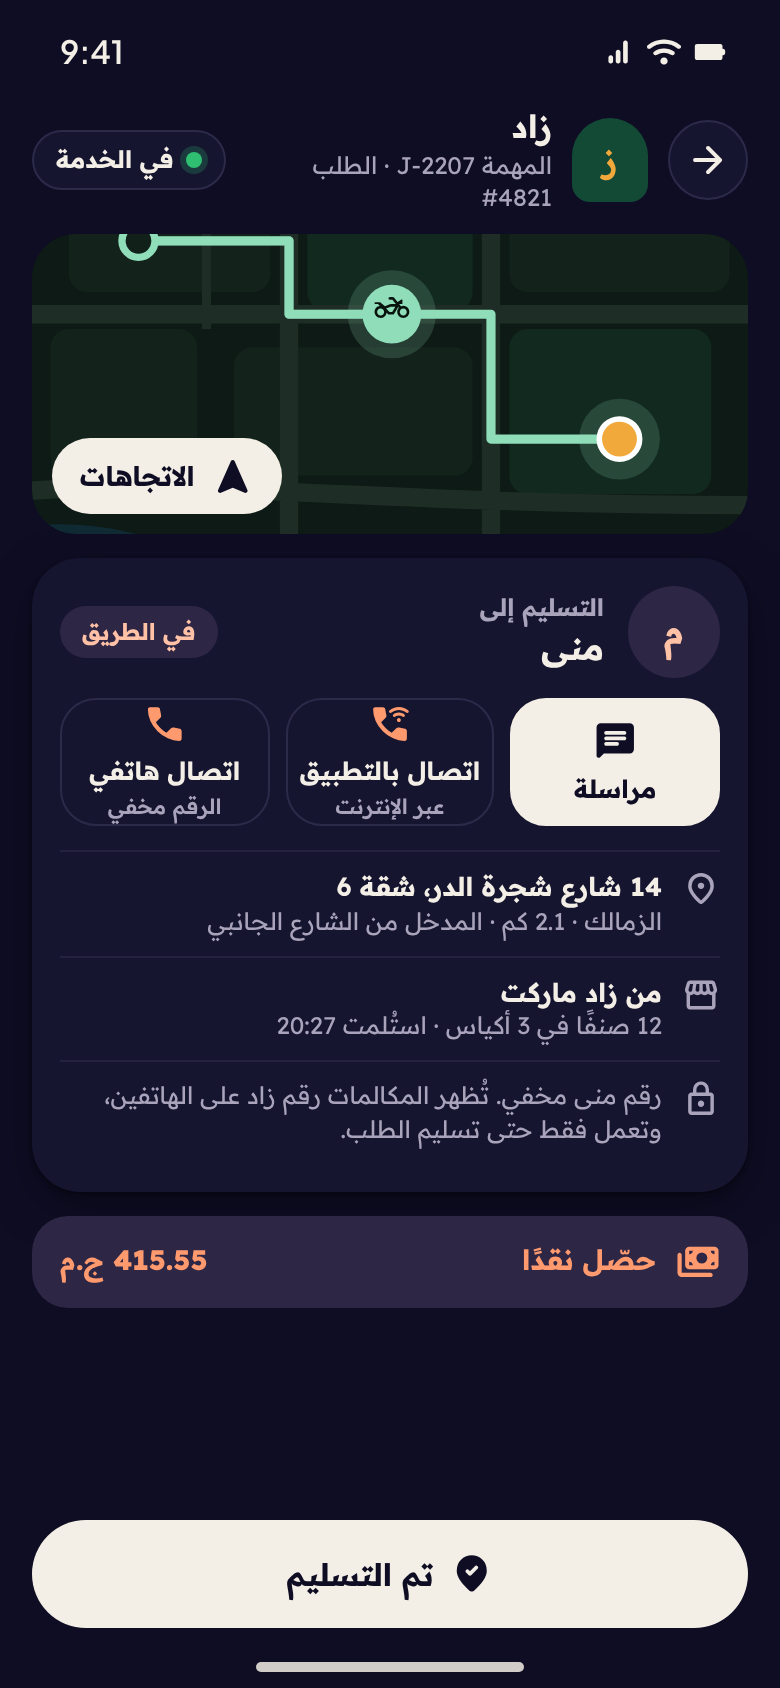 9:41
ز
زاد
المهمة J-2207 · الطلب
#4821
في الخدمة
الاتجاهات
م
التسليم إلى
منى
في الطريق
مراسلة
اتصال بالتطبيق
عبر الإنترنت
اتصال هاتفي
الرقم مخفي
14 شارع شجرة الدر، شقة 6
الزمالك · 2.1 كم · المدخل من الشارع الجانبي
من زاد ماركت
12 صنفًا في 3 أكياس · استُلمت 20:27
رقم منى مخفي. تُظهر المكالمات رقم زاد على الهاتفين،
وتعمل فقط حتى تسليم الطلب.
حصّل نقدًا
415.55 ج.م
تم التسليم